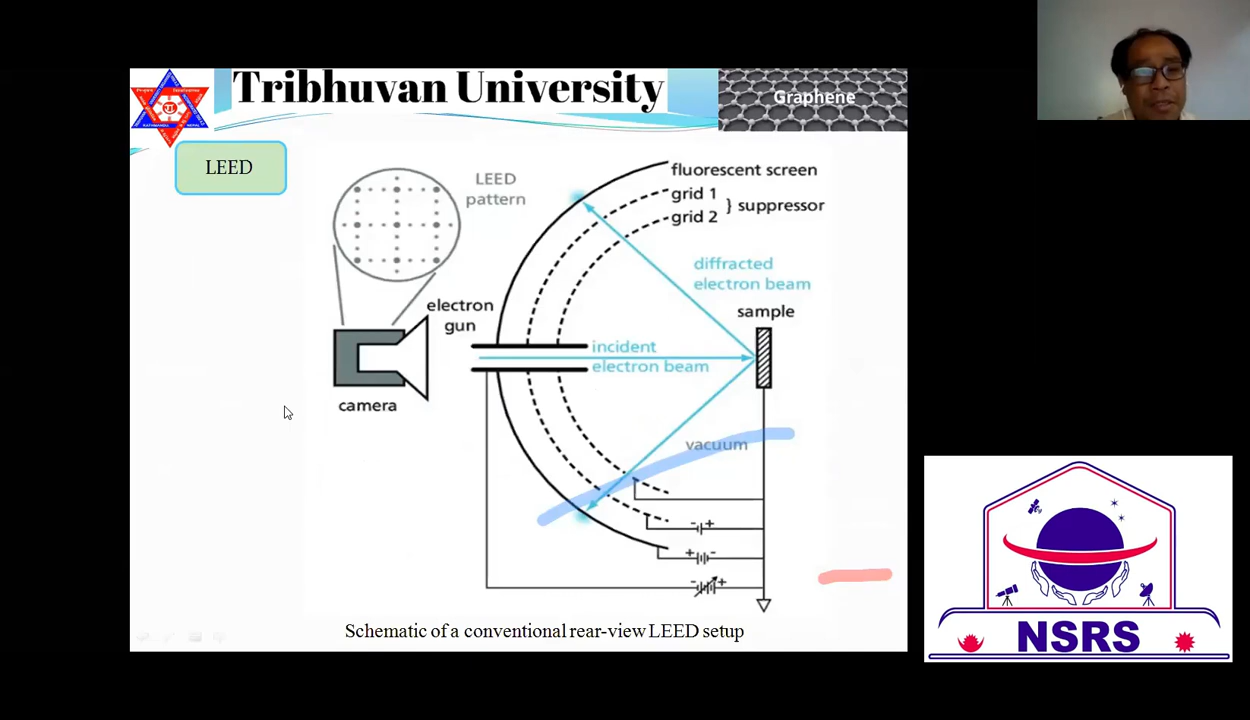 Tribhuvan University
Graphene
LEED
LEED
pattern
fluorescent screen
grid 1
grid 2
} suppressor
diffracted
electron beam
sample
electron
gun
incident
electron beam
camera
vacuum
- +
+ -
- +
Schematic of a conventional rear-view LEED setup
NSRS